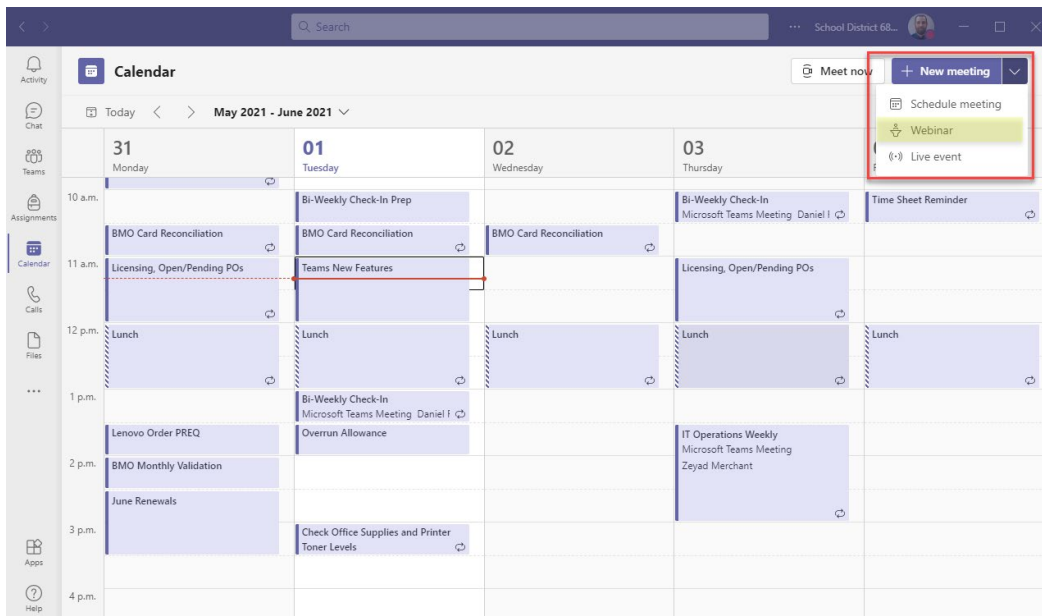 Search
School District 68...
Activity
Chat
Teams
Assignments
Calendar
Calls
Files
Apps
Help
Calendar
Meet now
New meeting
Schedule meeting
Webinar
Live event
Today
May 2021 - June 2021
31
Monday
01
Tuesday
02
Wednesday
03
Thursday
10 a.m.
11 a.m.
12 p.m.
1 p.m.
2 p.m.
3 p.m.
4 p.m.
BMO Card Reconciliation
Licensing, Open/Pending POs
Lunch
Lenovo Order PREQ
BMO Monthly Validation
June Renewals
Bi-Weekly Check-In Prep
BMO Card Reconciliation
Teams New Features
Lunch
Bi-Weekly Check-In
Microsoft Teams Meeting Daniel F
Overrun Allowance
Check Office Supplies and Printer
Toner Levels
BMO Card Reconciliation
Lunch
Bi-Weekly Check-In
Microsoft Teams Meeting Daniel
Licensing, Open/Pending POs
Lunch
IT Operations Weekly
Microsoft Teams Meeting
Zeyad Merchant
Time Sheet Reminder
Lunch